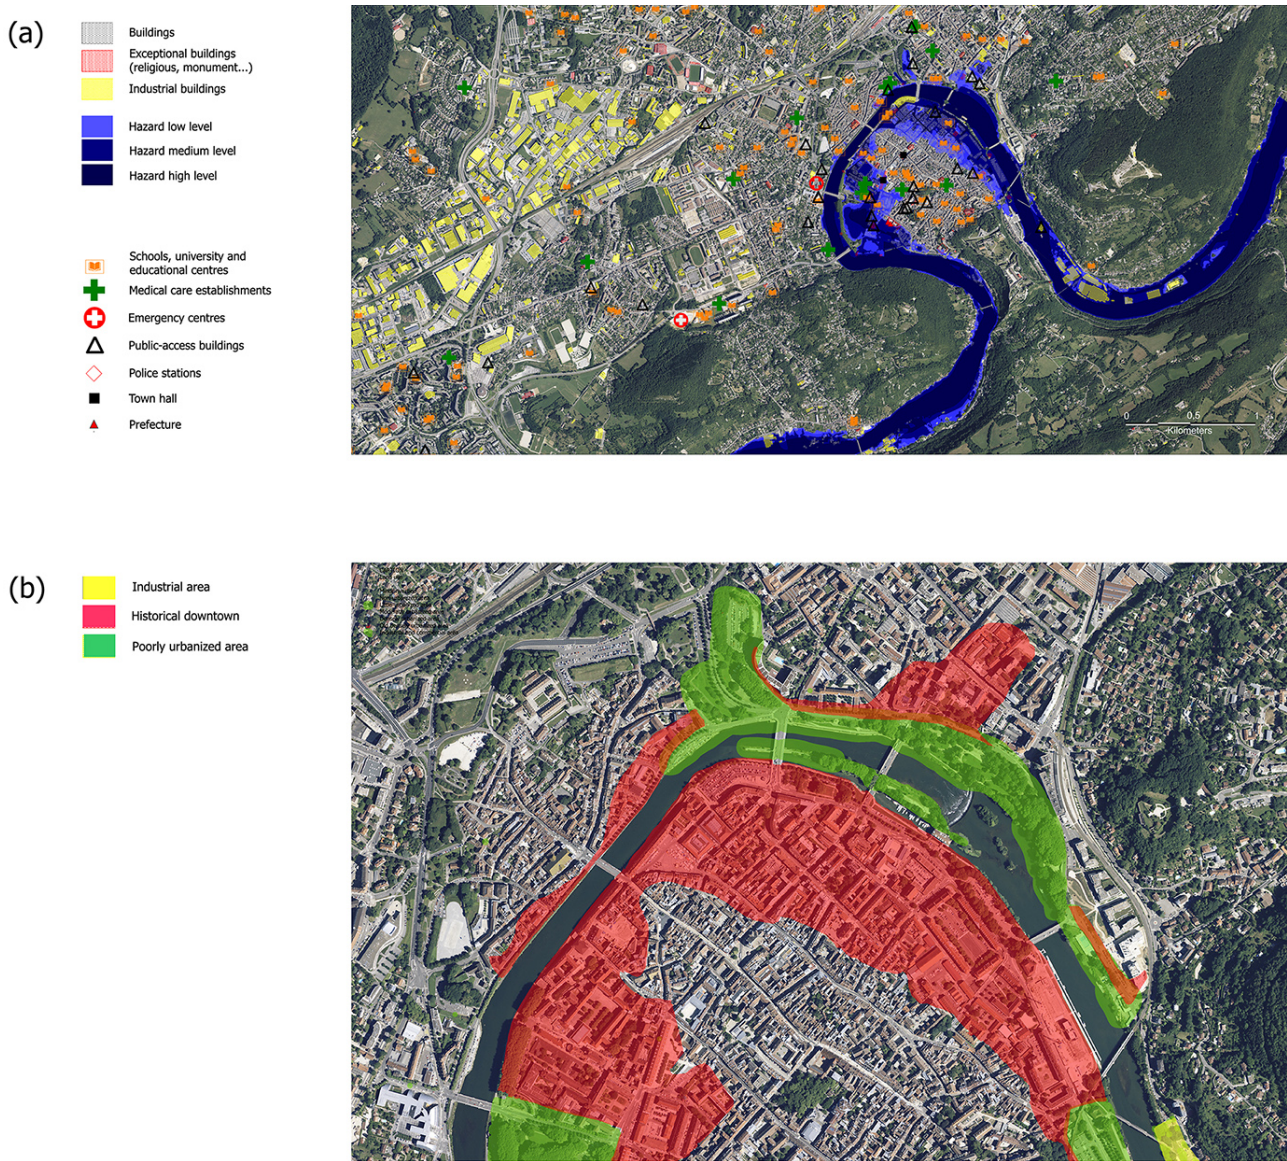 (a)
Buildings
Exceptional buildings
(religious, monument...)
Industrial buildings
Hazard low level
Hazard medium level
Hazard high level
Schools, university and
educational centres
Medical care establishments
Emergency centres
Public-access buildings
Police stations
Town hall
Prefecture
0 0.5 1
Kilometers
(b)
Industrial area
Historical downtown
Poorly urbanized area